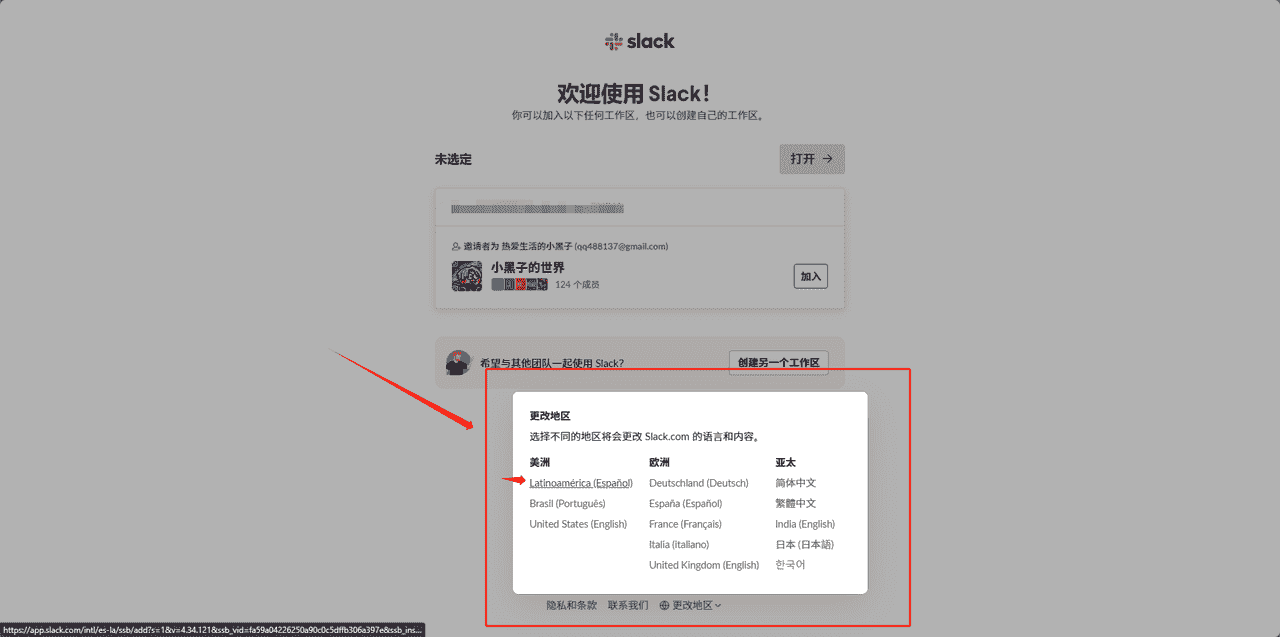 slack
欢迎使用 Slack！
你可以加入以下任何工作区，也可以创建自己的工作区。
未选定
打开 →
邀请者为 热爱生活的小黑子 (qq488137@gmail.com)
小黑子的世界
124 个成员
加入
希望与其他团队一起使用 Slack？
创建另一个工作区
更改地区
选择不同的地区将会更改 Slack.com 的语言和内容。
美洲
Latinoamérica (Español)
Brasil (Português)
United States (English)
欧洲
Deutschland (Deutsch)
España (Español)
France (Français)
Italia (italiano)
United Kingdom (English)
亚太
简体中文
繁體中文
India (English)
日本 (日本語)
한국어
隐私和条款 联系我们 更改地区
https://app.slack.com/intl/es-la/ssb/add?s=1&v=4.34.121&ssb_vid=fa59a04226250a90c0c5dffb306a397e&ssb_ins...